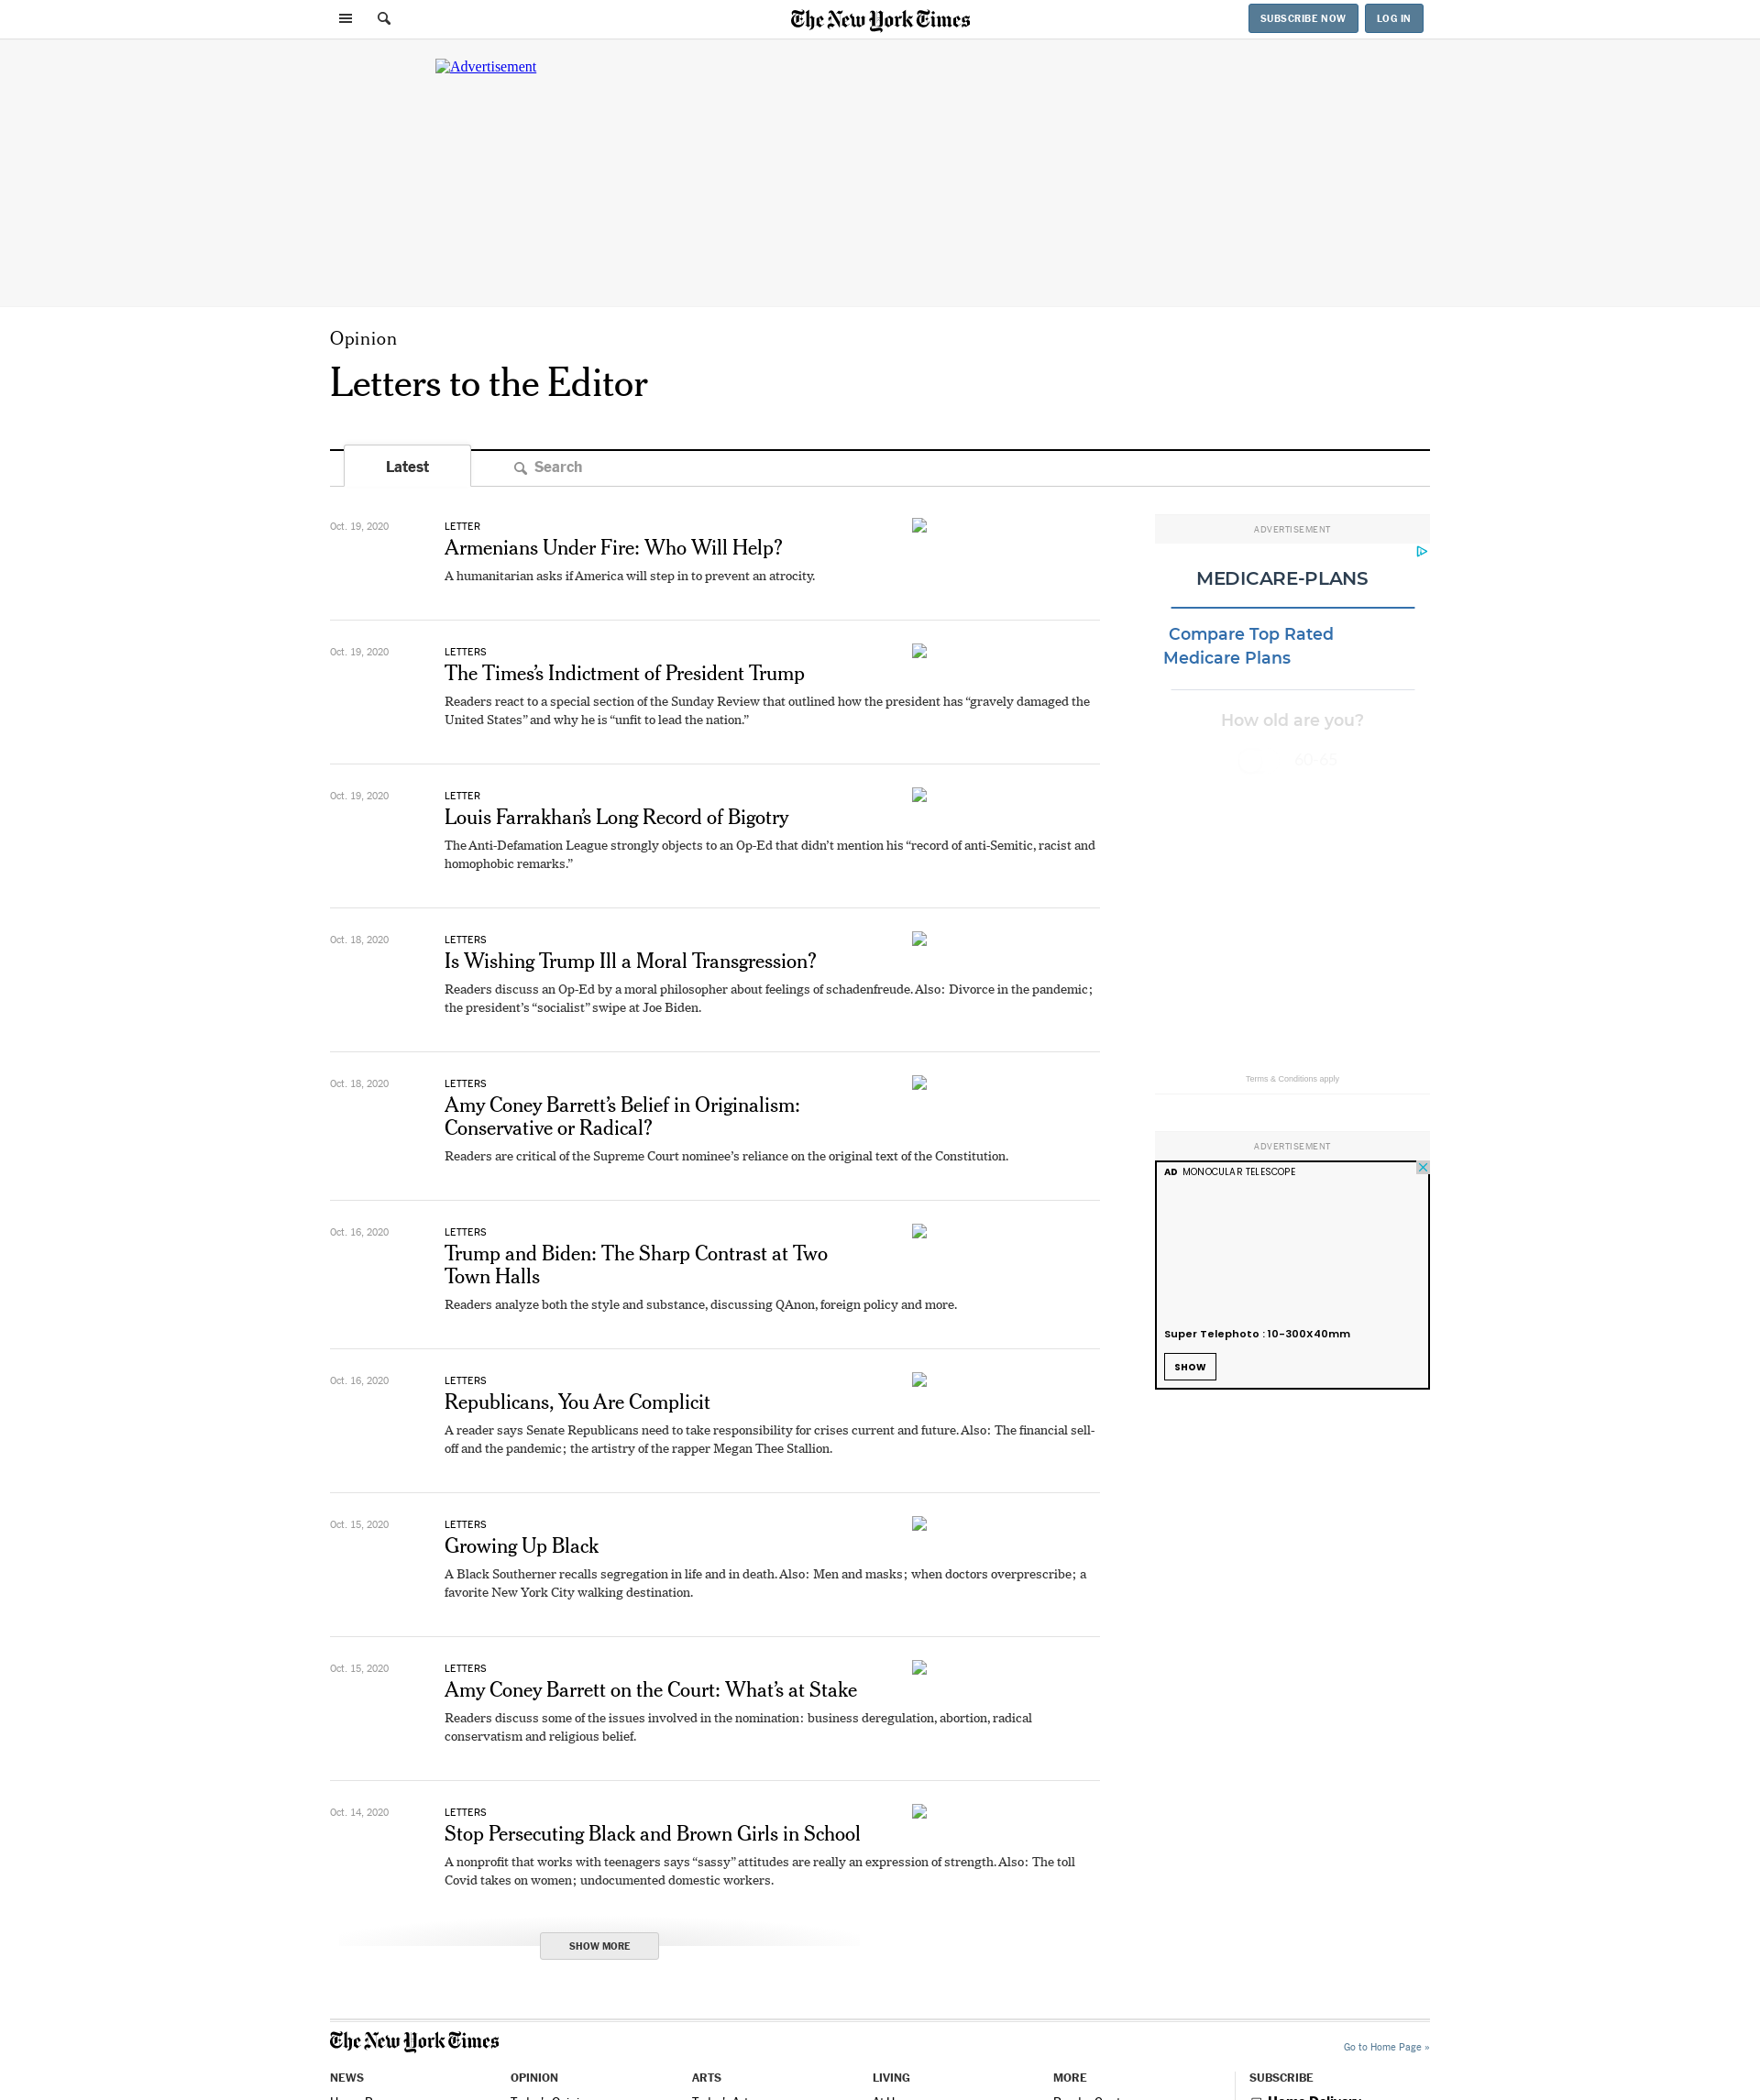 The New York Times
SUBSCRIBE NOW
LOG IN
Advertisement
Opinion
Letters to the Editor
Latest
Search
Oct. 19, 2020
LETTER
Armenians Under Fire: Who Will Help?
A humanitarian asks if America will step in to prevent an atrocity.
Oct. 19, 2020
LETTERS
The Times’s Indictment of President Trump
Readers react to a special section of the Sunday Review that outlined how the president has “gravely damaged the
United States” and why he is “unfit to lead the nation.”
Oct. 19, 2020
LETTER
Louis Farrakhan’s Long Record of Bigotry
The Anti-Defamation League strongly objects to an Op-Ed that didn’t mention his “record of anti-Semitic, racist and
homophobic remarks.”
Oct. 18, 2020
LETTERS
Is Wishing Trump Ill a Moral Transgression?
Readers discuss an Op-Ed by a moral philosopher about feelings of schadenfreude. Also: Divorce in the pandemic;
the president’s “socialist” swipe at Joe Biden.
Oct. 18, 2020
LETTERS
Amy Coney Barrett’s Belief in Originalism:
Conservative or Radical?
Readers are critical of the Supreme Court nominee’s reliance on the original text of the Constitution.
Oct. 16, 2020
LETTERS
Trump and Biden: The Sharp Contrast at Two
Town Halls
Readers analyze both the style and substance, discussing QAnon, foreign policy and more.
Oct. 16, 2020
LETTERS
Republicans, You Are Complicit
A reader says Senate Republicans need to take responsibility for crises current and future. Also: The financial sell-
off and the pandemic; the artistry of the rapper Megan Thee Stallion.
Oct. 15, 2020
LETTERS
Growing Up Black
A Black Southerner recalls segregation in life and in death. Also: Men and masks; when doctors overprescribe; a
favorite New York City walking destination.
Oct. 15, 2020
LETTERS
Amy Coney Barrett on the Court: What’s at Stake
Readers discuss some of the issues involved in the nomination: business deregulation, abortion, radical
conservatism and religious belief.
Oct. 14, 2020
LETTERS
Stop Persecuting Black and Brown Girls in School
A nonprofit that works with teenagers says “sassy” attitudes are really an expression of strength. Also: The toll
Covid takes on women; undocumented domestic workers.
SHOW MORE
ADVERTISEMENT
MEDICARE-PLANS
Compare Top Rated
Medicare Plans
How old are you?
60-65
Terms & Conditions apply
ADVERTISEMENT
AD MONOCULAR TELESCOPE
Super Telephoto : 10-300X40mm
SHOW
The New York Times
Go to Home Page »
NEWS
OPINION
ARTS
LIVING
MORE
SUBSCRIBE
Home Delivery